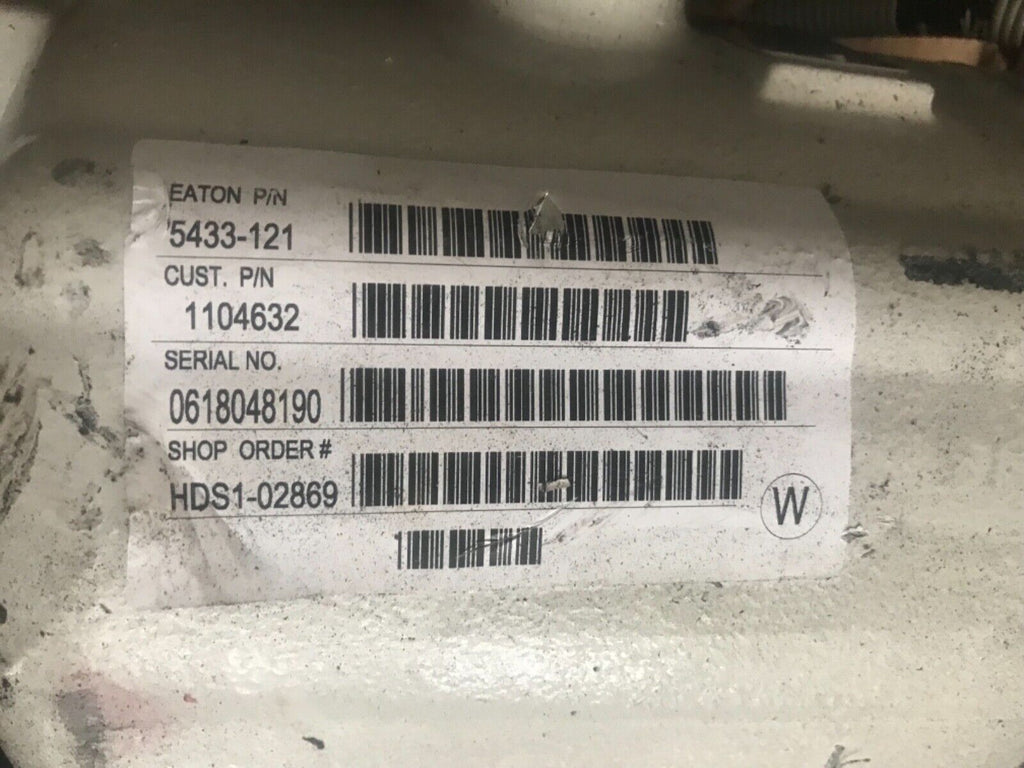 EATON P/N
5433-121
CUST. P/N
1104632
SERIAL NO.
0618048190
SHOP ORDER #
HDS1-02869
W